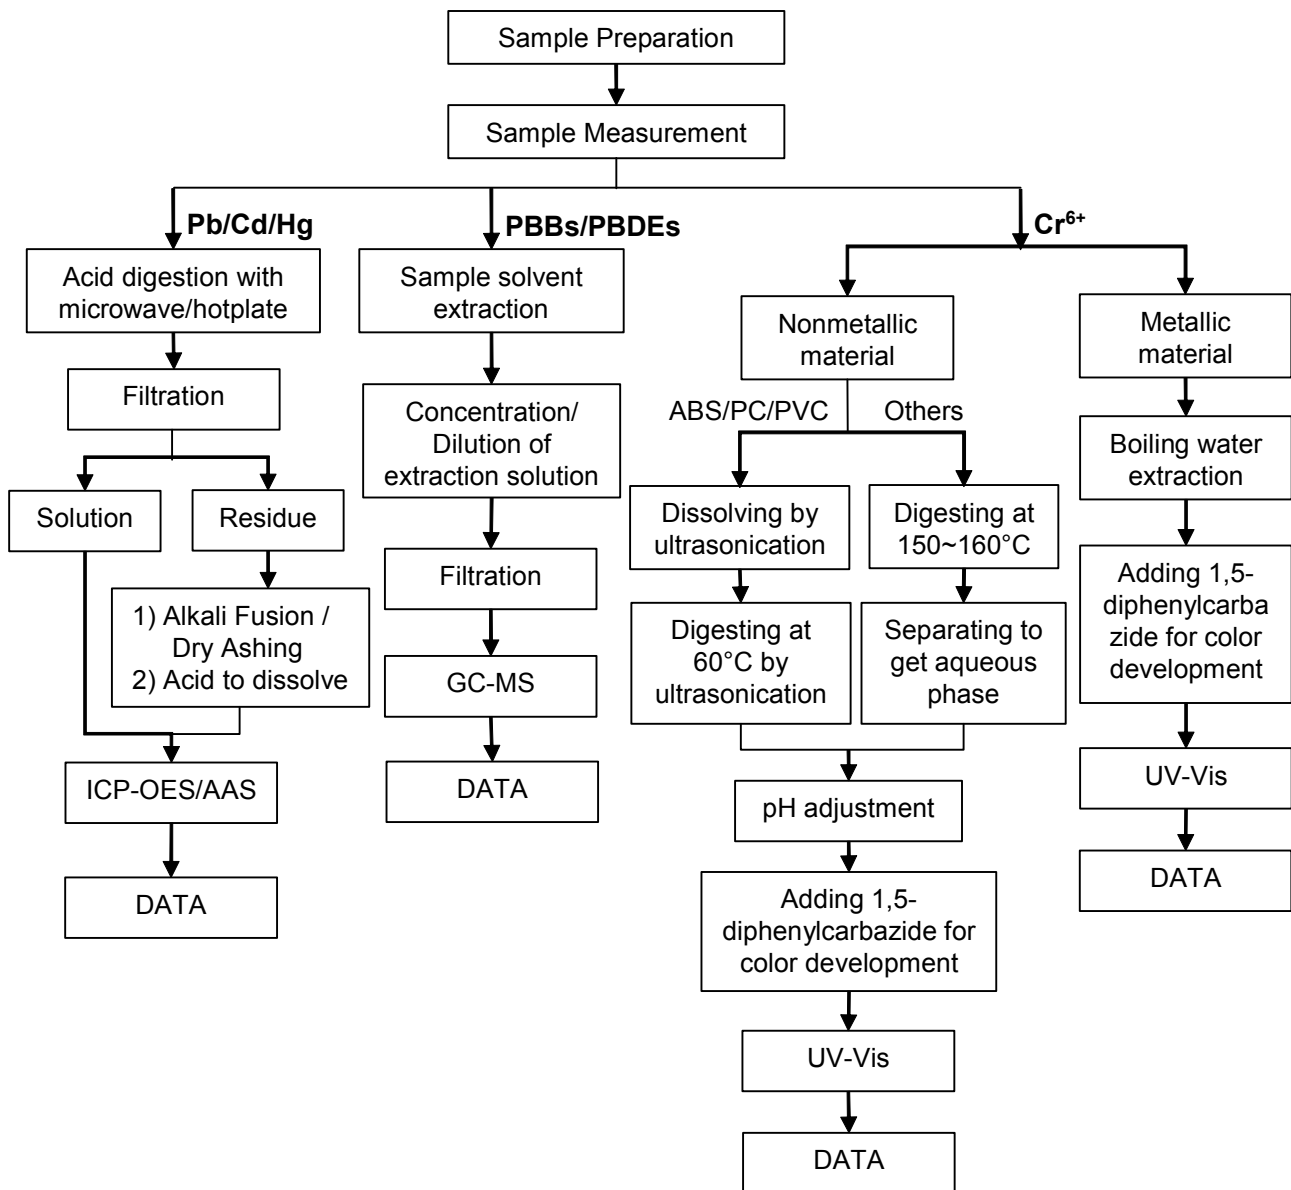 Sample Preparation
Sample Measurement
Pb/Cd/Hg
PBBs/PBDEs
Cr⁶⁺
Acid digestion with
microwave/hotplate
Filtration
Solution
Residue
1) Alkali Fusion /
Dry Ashing
2) Acid to dissolve
ICP-OES/AAS
DATA
Sample solvent
extraction
Concentration/
Dilution of
extraction solution
Filtration
GC-MS
DATA
Nonmetallic
material
ABS/PC/PVC
Others
Dissolving by
ultrasonication
Digesting at
60°C by
ultrasonication
Digesting at
150~160°C
Separating to
get aqueous
phase
pH adjustment
Adding 1,5-
diphenylcarbazide for
color development
UV-Vis
DATA
Metallic
material
Boiling water
extraction
Adding 1,5-
diphenylcarba
zide for color
development
UV-Vis
DATA